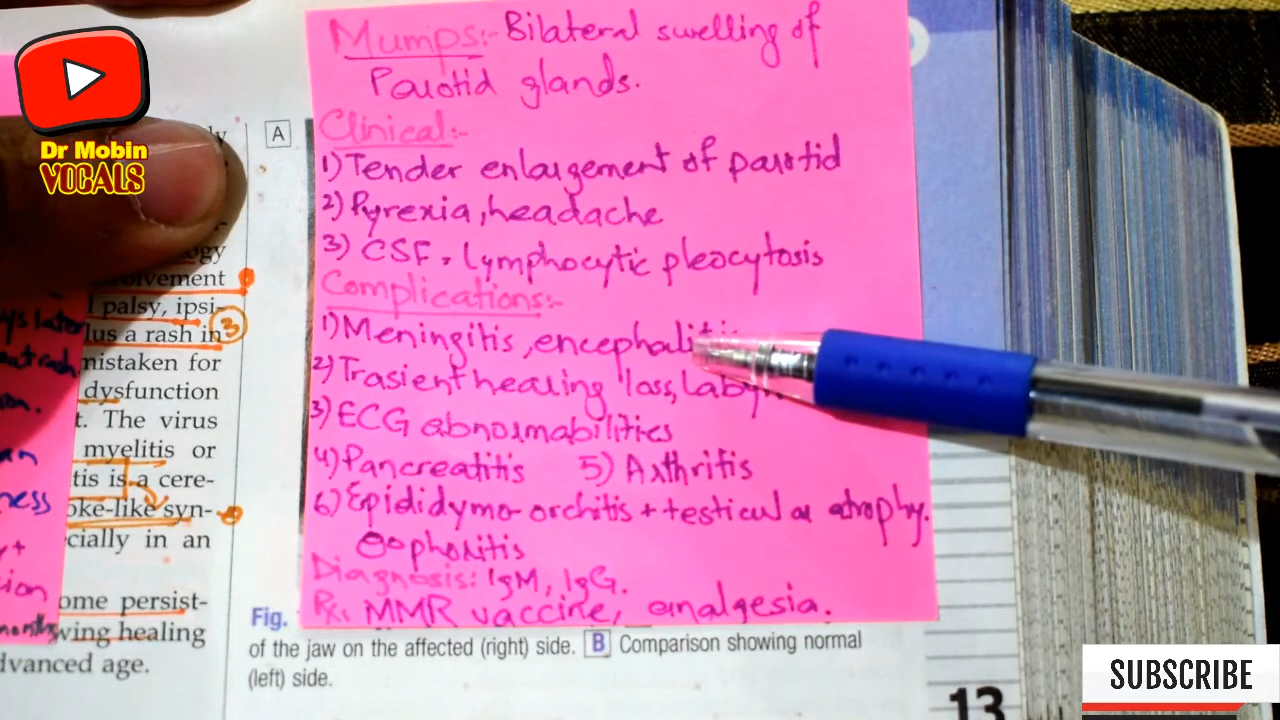 Dr Mobin
VOCALS
A
Mumps:- Bilateral swelling of
Parotid glands.
Clinical:-
1) Tender enlargement of parotid
2) Pyrexia, headache
3) CSF = Lymphocytic pleocytosis
Complications:-
1) Meningitis, encephaliti
2) Trasient hearing loss, Laby
3) ECG abnormabilities
4) Pancreatitis 5) Arthritis
6) Epididymo-orchitis + testicular atrophy.
Oophoritis
Diagnosis: IgM, IgG.
Rx: MMR vaccine, analgesia.
volvement
l palsy, ipsi-
lus a rash in 3
mistaken for
dysfunction
t. The virus
myelitis or
tis is a cere-
oke-like syn-
cially in an
ome persist-
wing healing
dvanced age.
Fig.
of the jaw on the affected (right) side. B Comparison showing normal
(left) side.
13
SUBSCRIBE